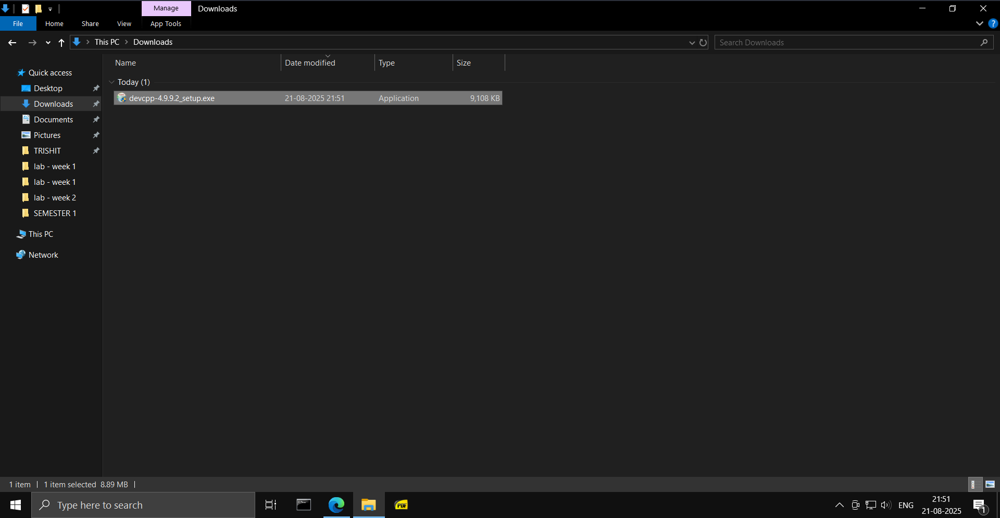 Manage
Downloads
File
Home
Share
View
App Tools
?
This PC
Downloads
Search Downloads
Name
Date modified
Type
Size
Quick access
Desktop
Downloads
Documents
Pictures
TRISHIT
lab - week 1
lab - week 1
lab - week 2
SEMESTER 1
This PC
Network
Today (1)
devcpp-4.9.9.2_setup.exe 21-08-2025 21:51 Application 9,108 KB
1 item
1 item selected 8.89 MB
Type here to search
PDF
ENG
21:51
21-08-2025
1